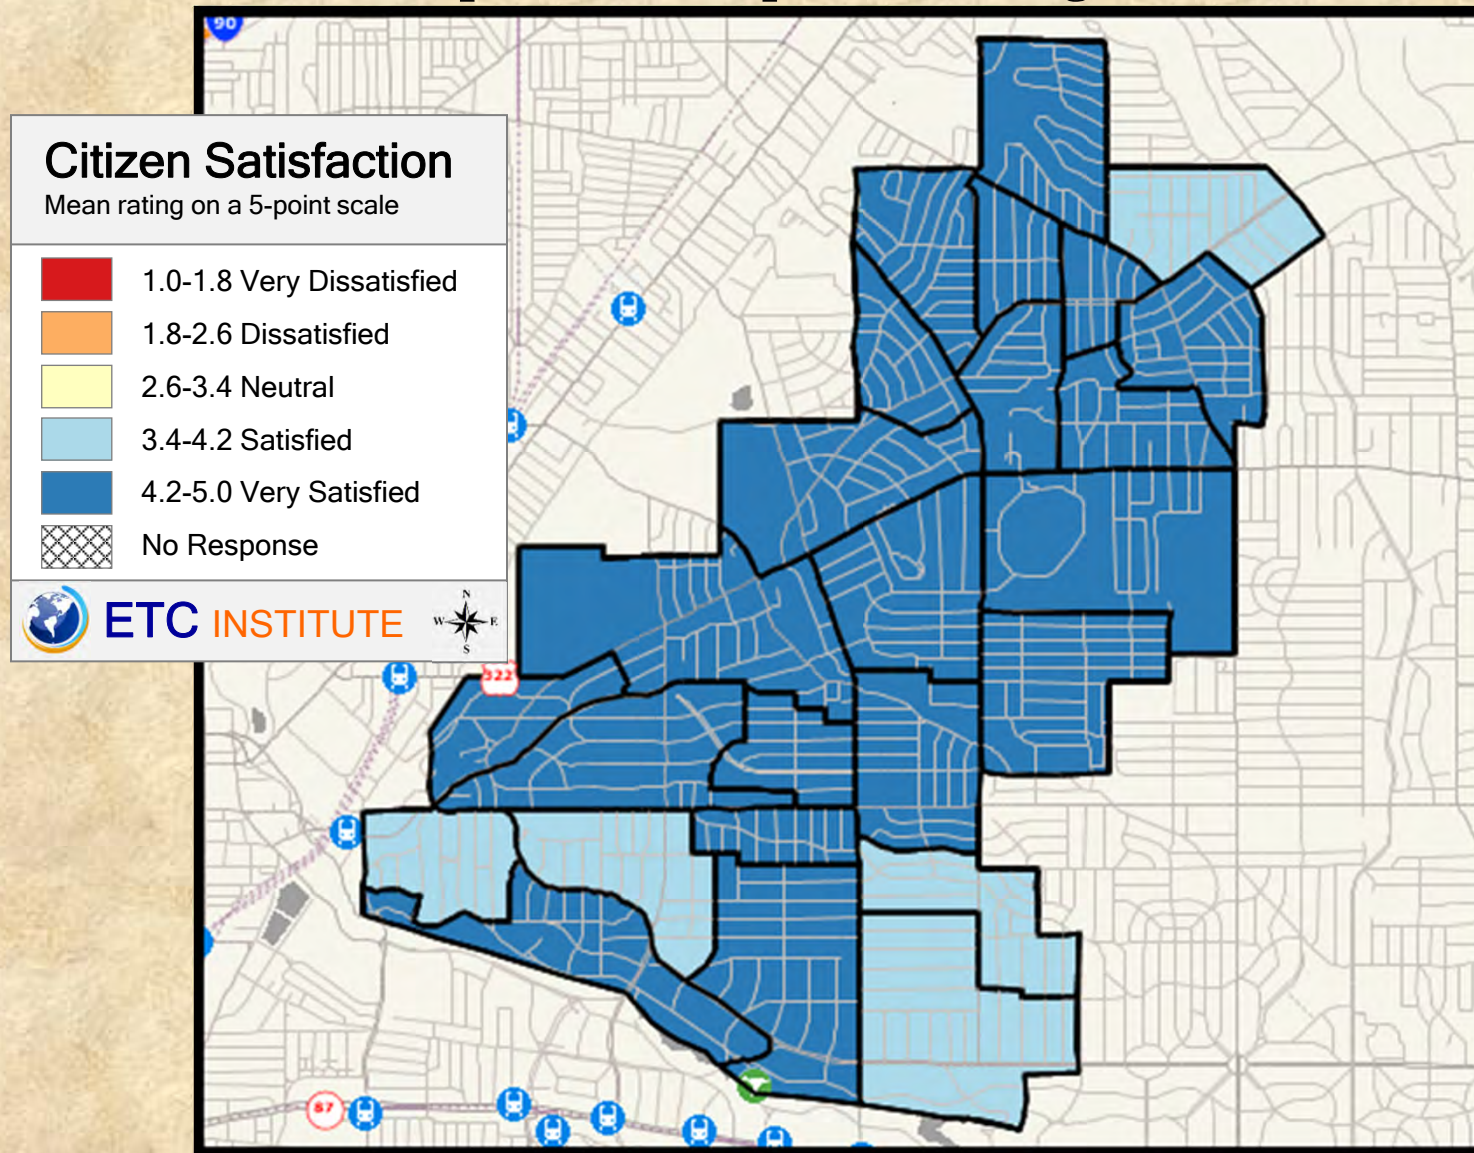 90
Citizen Satisfaction
Mean rating on a 5-point scale
1.0-1.8 Very Dissatisfied
1.8-2.6 Dissatisfied
2.6-3.4 Neutral
3.4-4.2 Satisfied
4.2-5.0 Very Satisfied
No Response
ETC INSTITUTE
N
W E
S
322
87